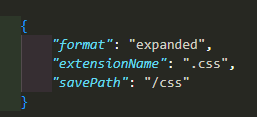 {
"format": "expanded",
"extensionName": ".css",
"savePath": "/css"
}